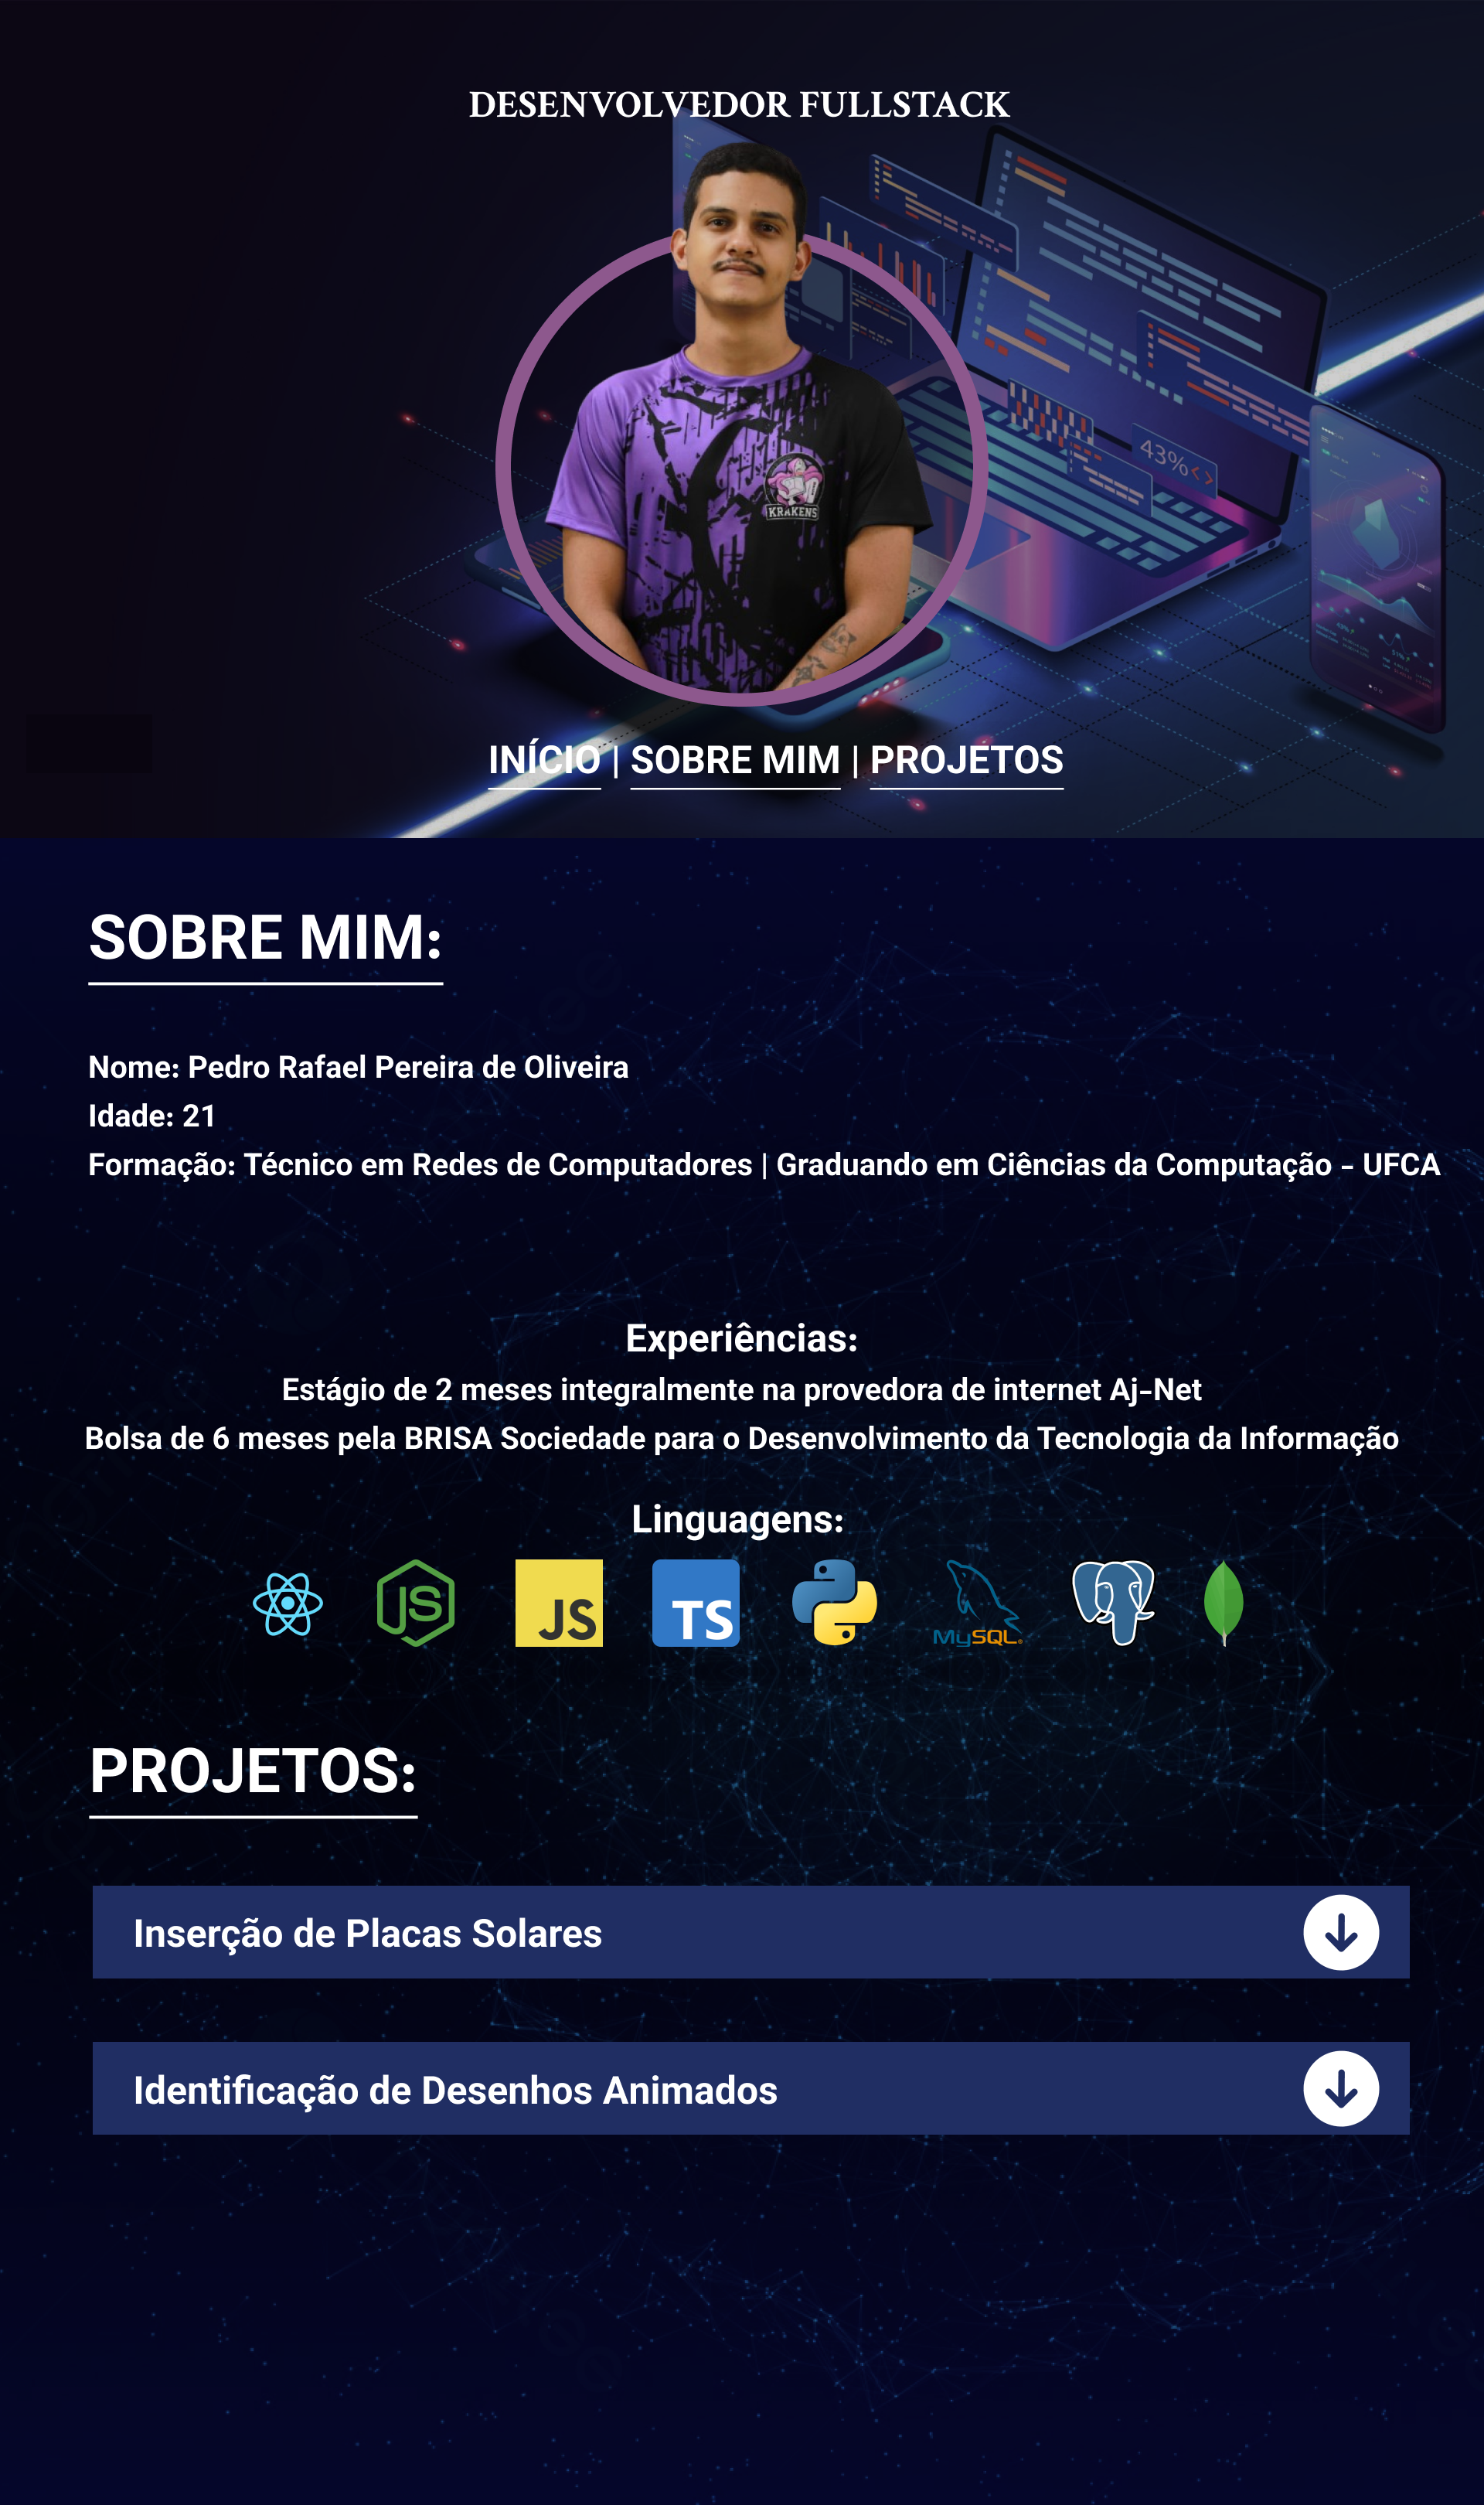 DESENVOLVEDOR FULLSTACK
43%<>
KRAKENS
INÍCIO | SOBRE MIM | PROJETOS
SOBRE MIM:
Nome: Pedro Rafael Pereira de Oliveira
Idade: 21
Formação: Técnico em Redes de Computadores | Graduando em Ciências da Computação - UFCA
Experiências:
Estágio de 2 meses integralmente na provedora de internet Aj-Net
Bolsa de 6 meses pela BRISA Sociedade para o Desenvolvimento da Tecnologia da Informação
Linguagens:
JS
JS
TS
MySQL
PROJETOS:
Inserção de Placas Solares
Identificação de Desenhos Animados